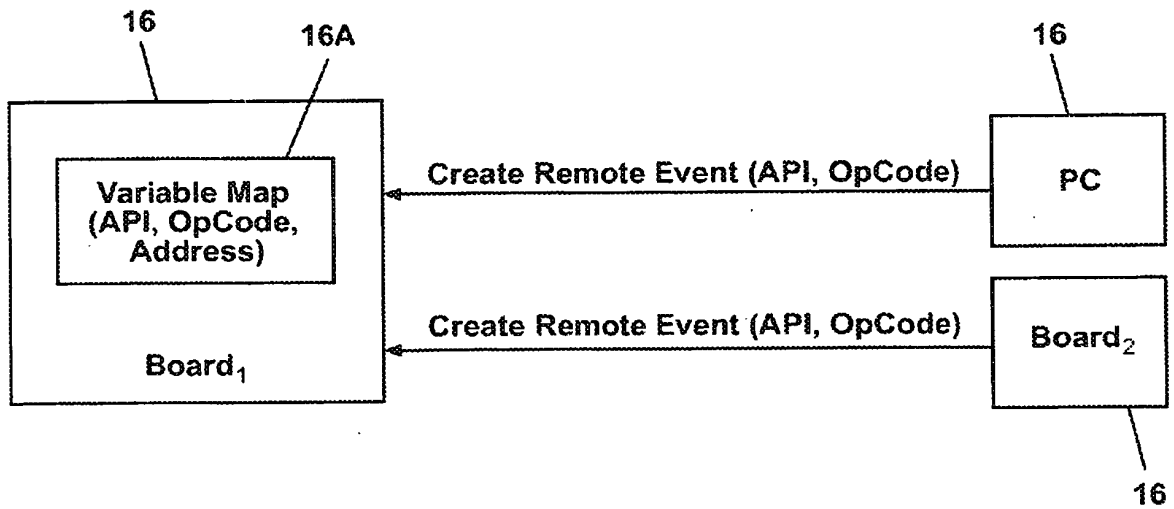 16
16A
16
Variable Map
(API, OpCode,
Address)
Board₁
Create Remote Event (API, OpCode)
PC
Create Remote Event (API, OpCode)
Board₂
16